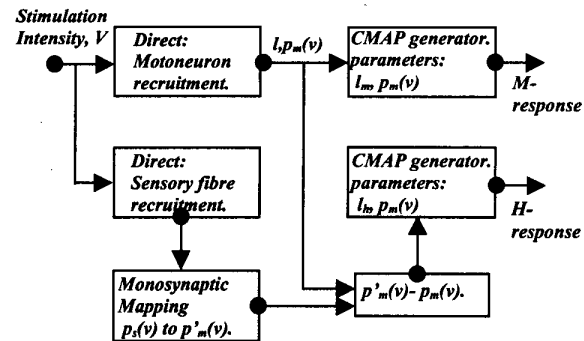 Stimulation
Intensity, V
Direct:
Motoneuron
recruitment.
l,pm(v)
CMAP generator.
parameters:
lm, pm(v)
M-
response
Direct:
Sensory fibre
recruitment.
CMAP generator.
parameters:
lh, pm(v)
H-
response
Monosynaptic
Mapping
ps(v) to p'm(v).
p'm(v)- pm(v).